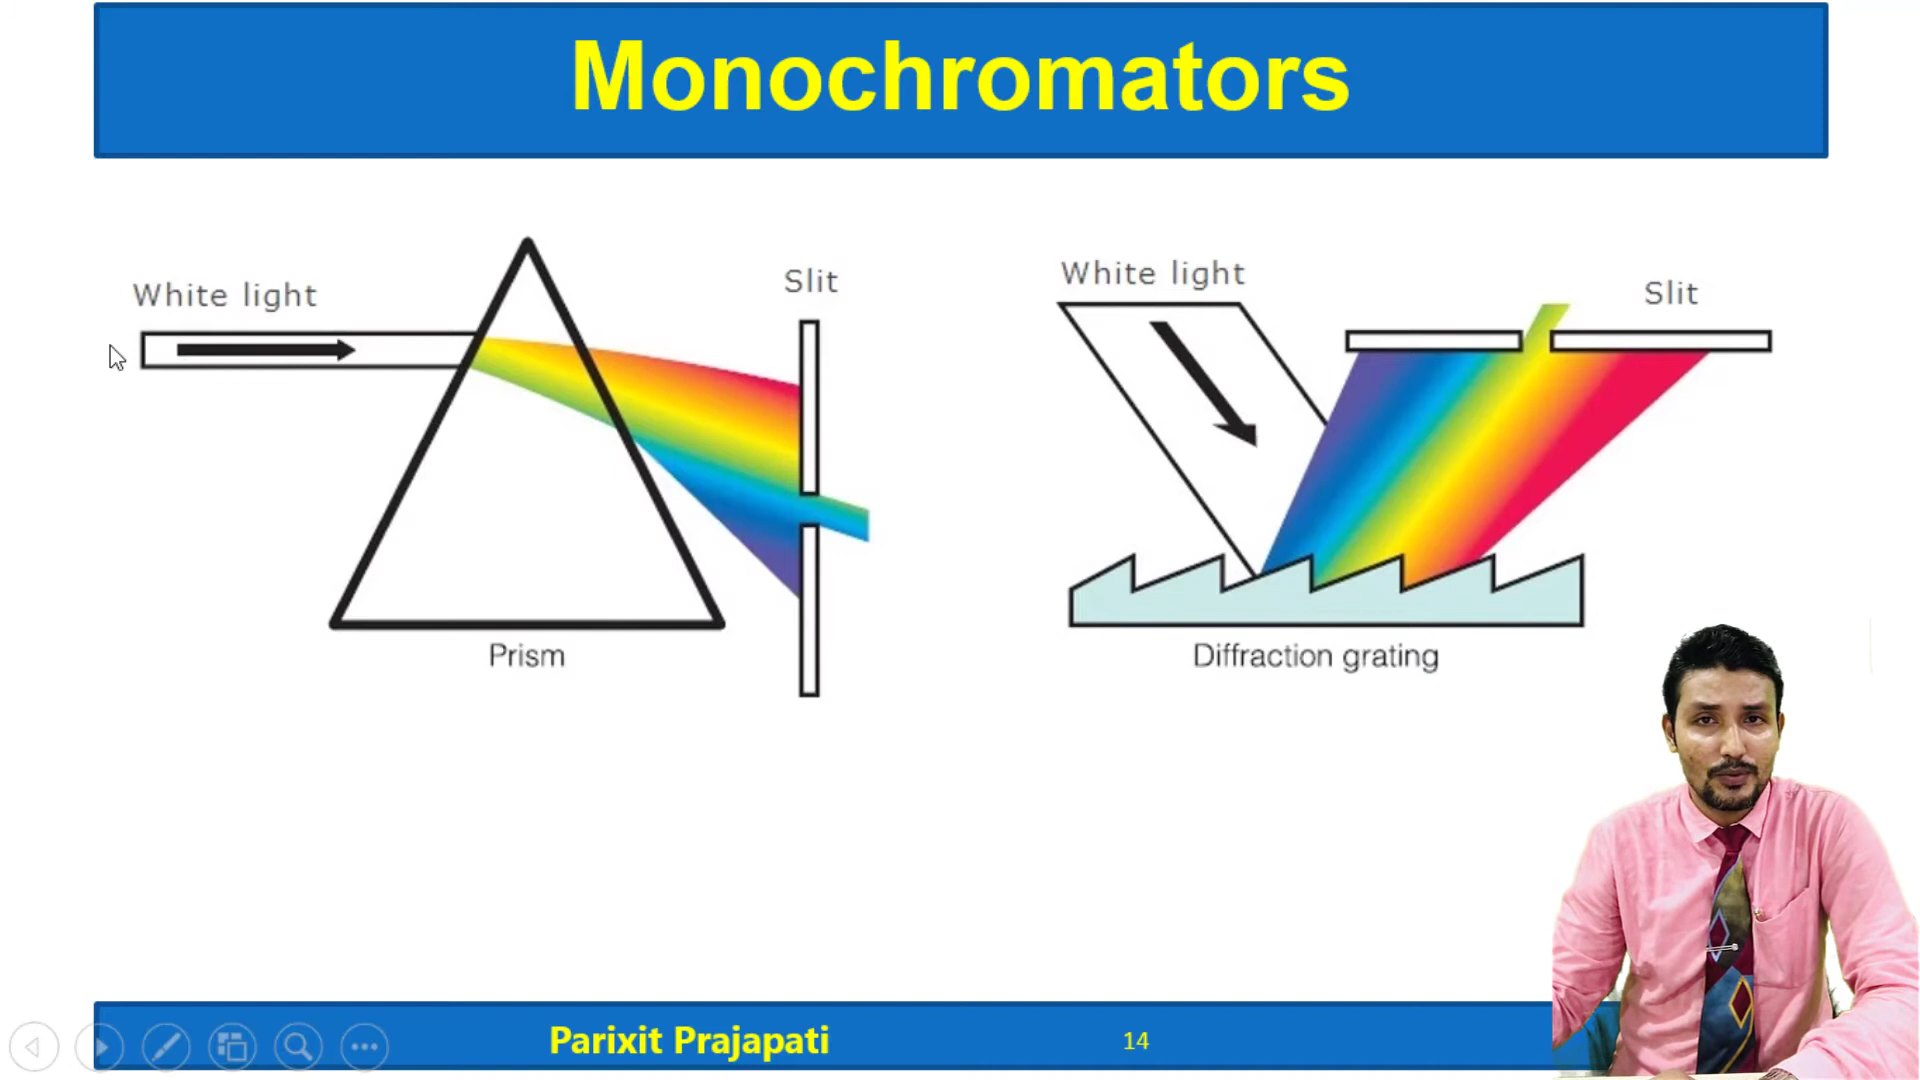 Monochromators
White light
Slit
Prism
White light
Slit
Diffraction grating
Parixit Prajapati
14